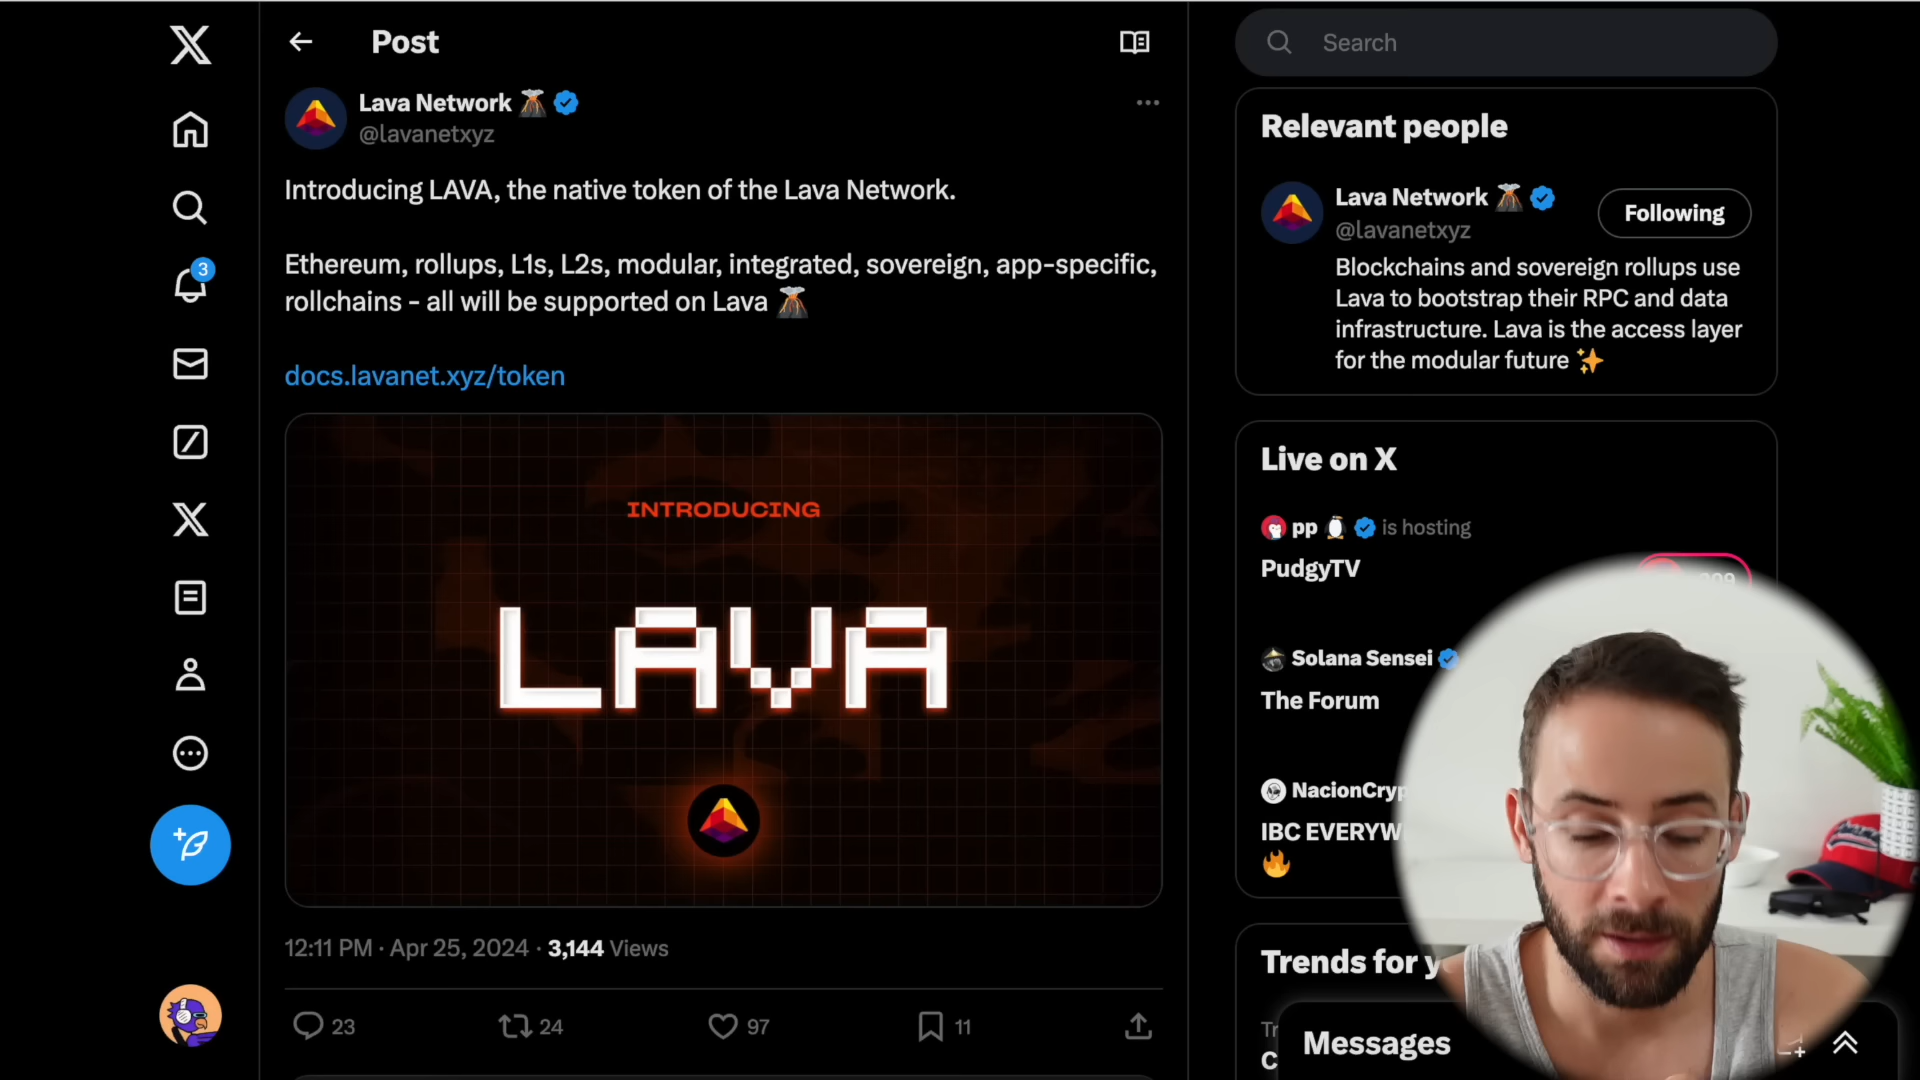 Post
Lava Network
@lavanetxyz
Introducing LAVA, the native token of the Lava Network.
Ethereum, rollups, L1s, L2s, modular, integrated, sovereign, app-specific,
rollchains - all will be supported on Lava
docs.lavanet.xyz/token
INTRODUCING
LAVA
12:11 PM · Apr 25, 2024 · 3,144 Views
23
24
97
11
3
Search
Relevant people
Lava Network
@lavanetxyz
Following
Blockchains and sovereign rollups use
Lava to bootstrap their RPC and data
infrastructure. Lava is the access layer
for the modular future
Live on X
pp is hosting
PudgyTV
Solana Sensei
The Forum
NacionCryp
IBC EVERYW
Trends for y
Messages